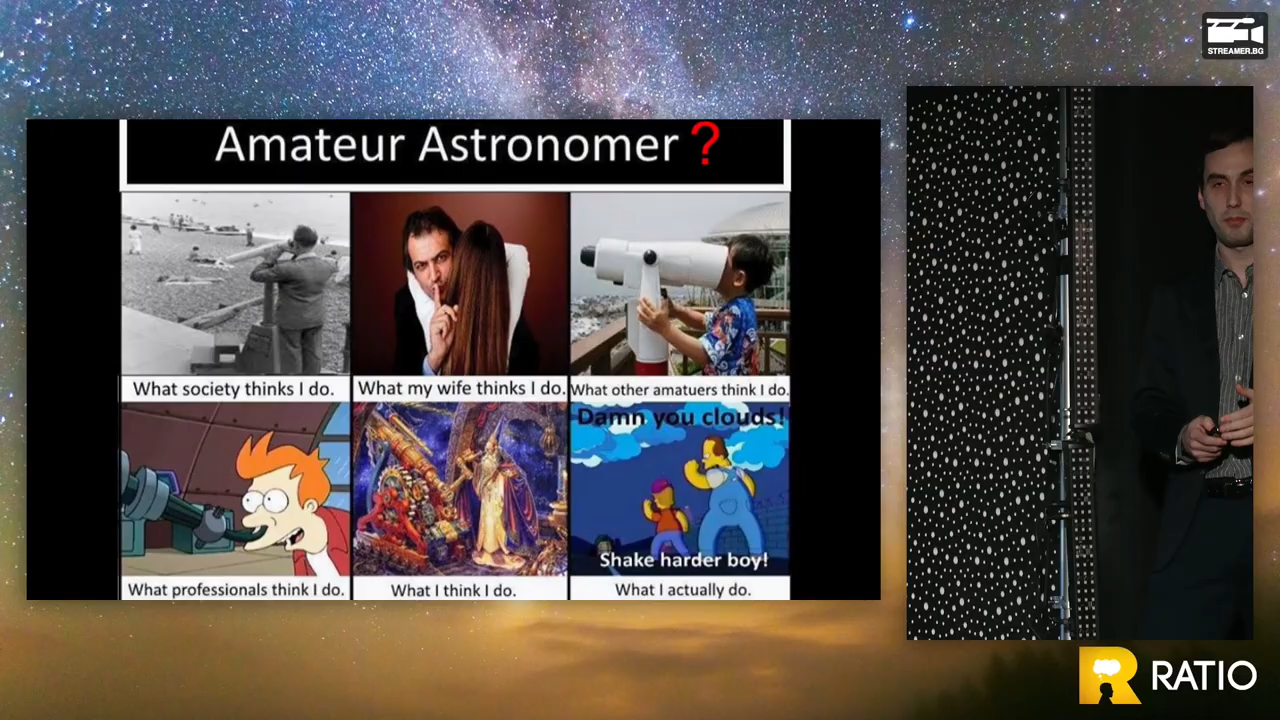 STREAMER.BG
Amateur Astronomer?
What society thinks I do.
What my wife thinks I do.
What other amatuers think I do.
Damn you clouds!
Shake harder boy!
What professionals think I do.
What I think I do.
What I actually do.
RATIO